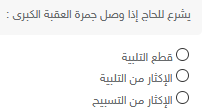 يشرع للحاج إذا وصل جمرة العقبة الكبرى :
قطع التلبية
الإكثار من التلبية
الإكثار من التسبيح